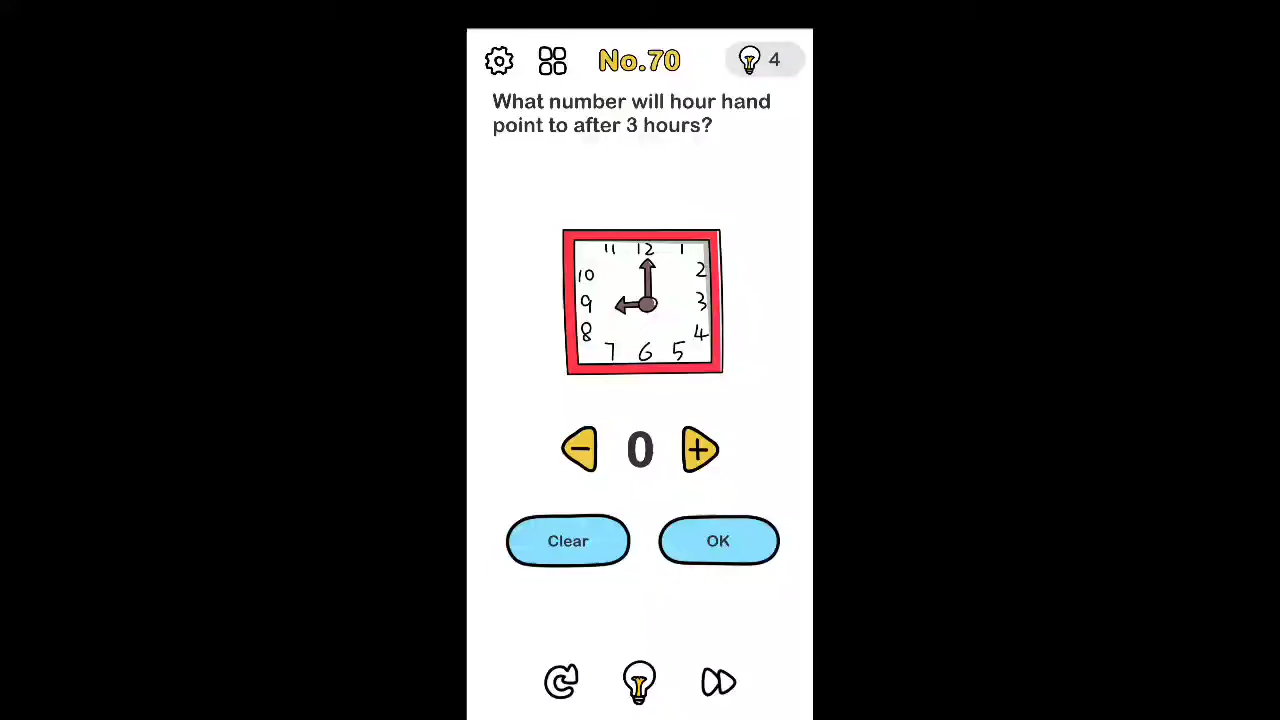 No.70
4
What number will hour hand
point to after 3 hours?
11 12 1
10 2
9 3
8 4
7 6 5
− 0 +
Clear OK